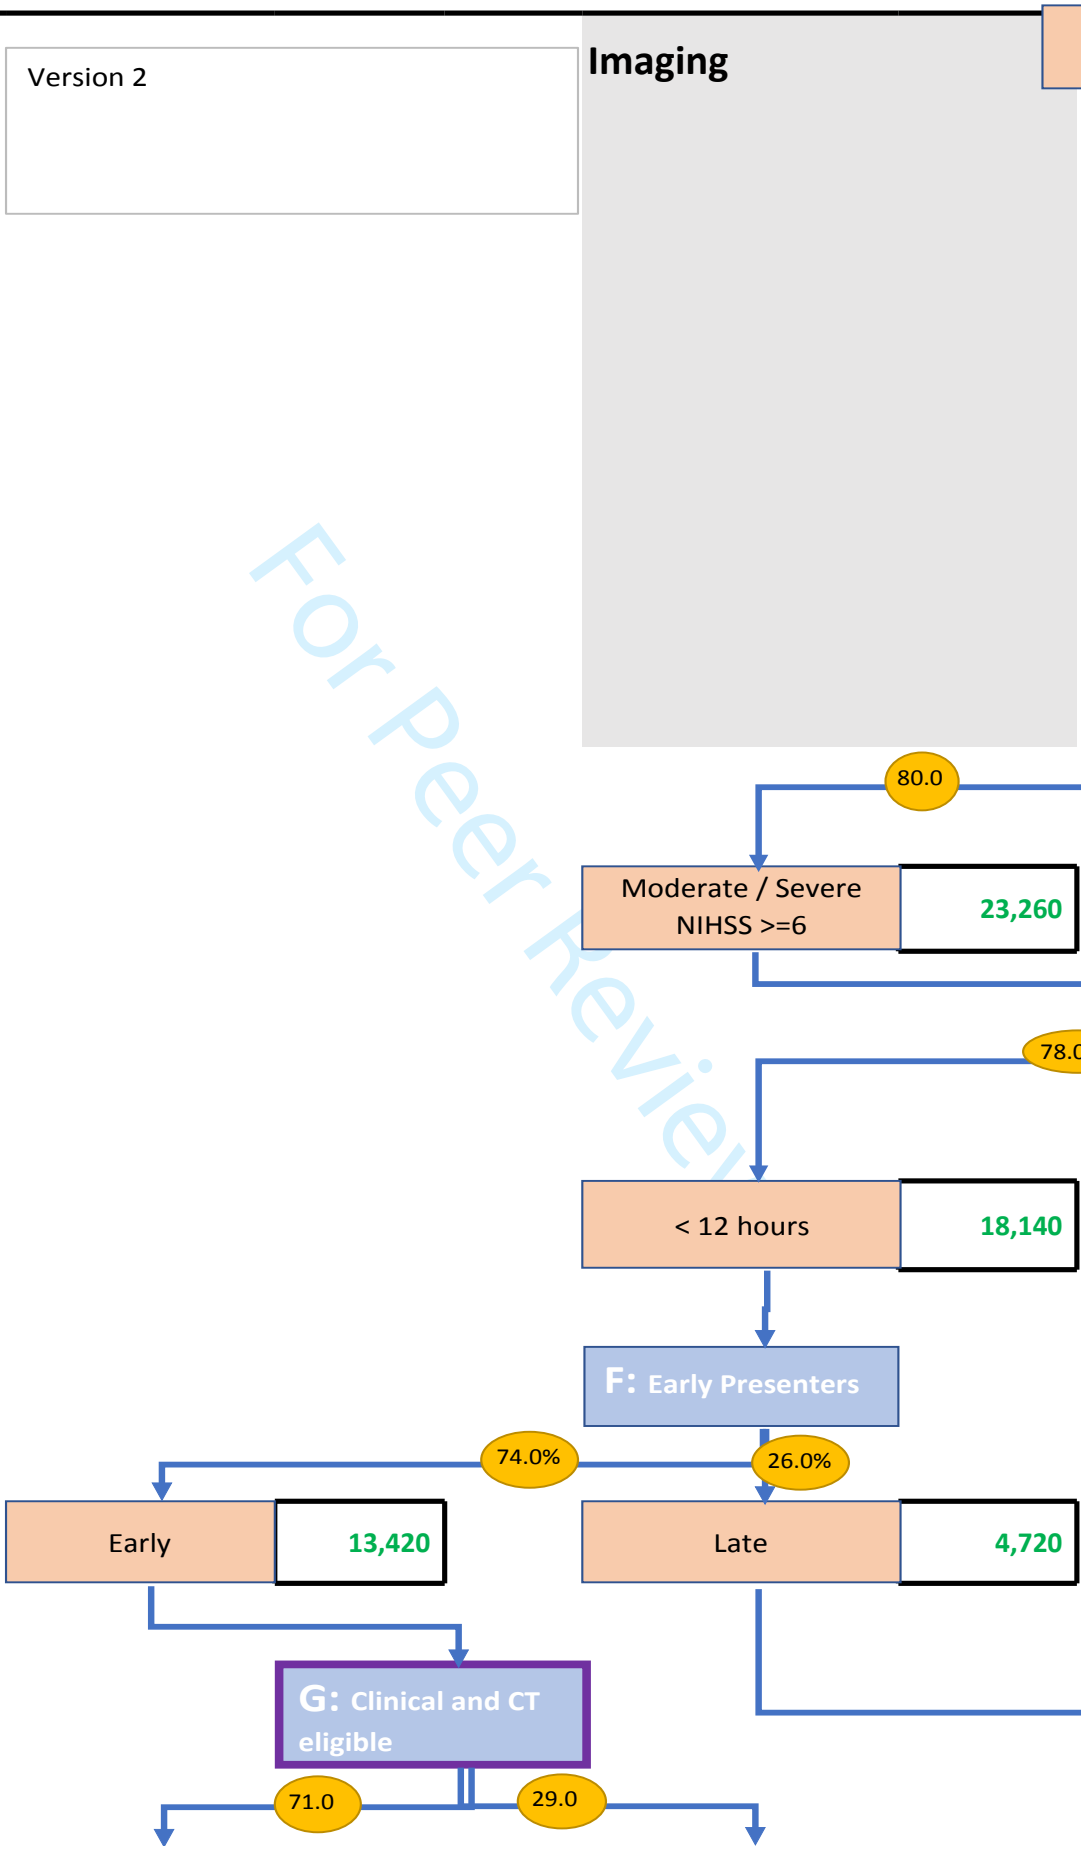 Version 2
Imaging
For Peer Review
80.0
Moderate / Severe
NIHSS >=6
23,260
78.0
< 12 hours
18,140
F: Early Presenters
74.0%
26.0%
Early
13,420
Late
4,720
G: Clinical and CT
eligible
71.0
29.0